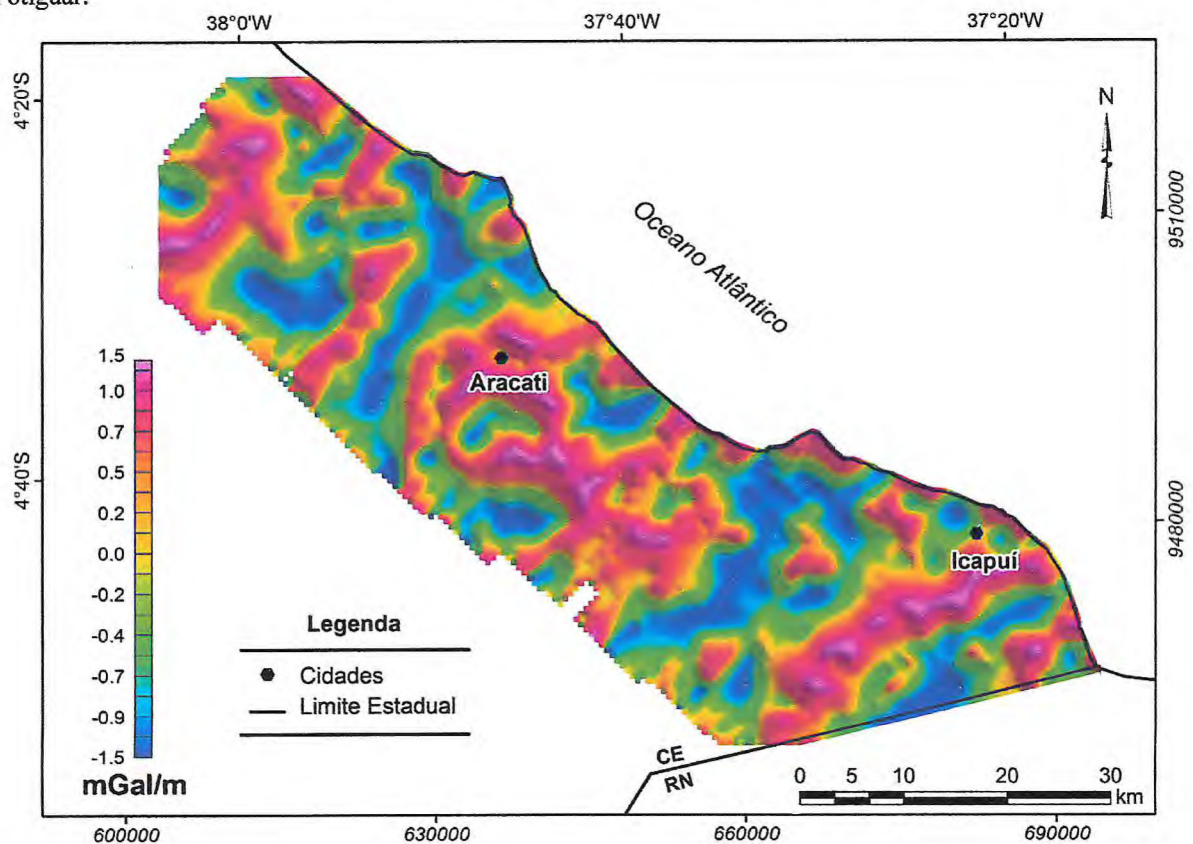 38°0'W
37°40'W
37°20'W
4°20'S
4°40'S
N
9510000
9480000
Oceano Atlântico
Aracati
Icapuí
1.5
1.0
0.7
0.5
0.2
0.0
-0.2
-0.4
-0.7
-0.9
-1.5
mGal/m
Legenda
Cidades
Limite Estadual
CE
RN
0 5 10 20 30
km
600000
630000
660000
690000